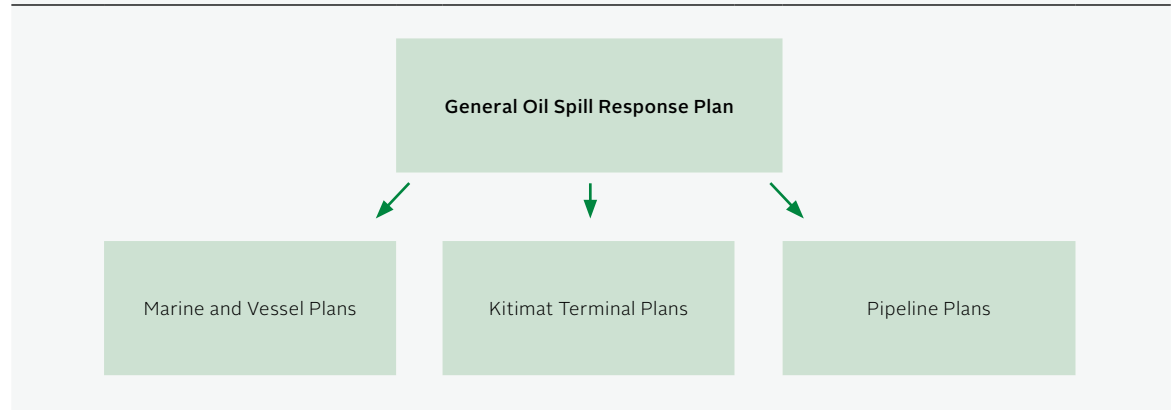 General Oil Spill Response Plan
Marine and Vessel Plans
Kitimat Terminal Plans
Pipeline Plans